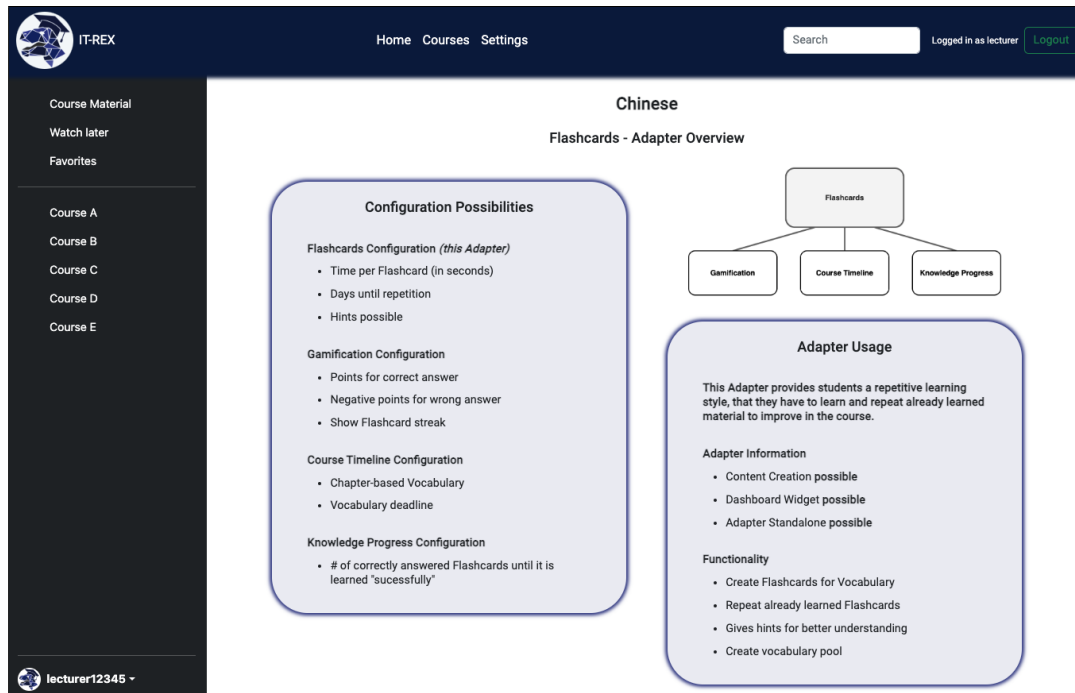 IT-REX
Home Courses Settings
Search
Logged in as lecturer
Logout
Course Material
Watch later
Favorites
Course A
Course B
Course C
Course D
Course E
lecturer12345
Chinese
Flashcards - Adapter Overview
Configuration Possibilities
Flashcards Configuration (this Adapter)
• Time per Flashcard (in seconds)
• Days until repetition
• Hints possible
Gamification Configuration
• Points for correct answer
• Negative points for wrong answer
• Show Flashcard streak
Course Timeline Configuration
• Chapter-based Vocabulary
• Vocabulary deadline
Knowledge Progress Configuration
• # of correctly answered Flashcards until it is
learned "sucessfully"
Flashcards
Gamification
Course Timeline
Knowledge Progress
Adapter Usage
This Adapter provides students a repetitive learning
style, that they have to learn and repeat already learned
material to improve in the course.
Adapter Information
• Content Creation possible
• Dashboard Widget possible
• Adapter Standalone possible
Functionality
• Create Flashcards for Vocabulary
• Repeat already learned Flashcards
• Gives hints for better understanding
• Create vocabulary pool